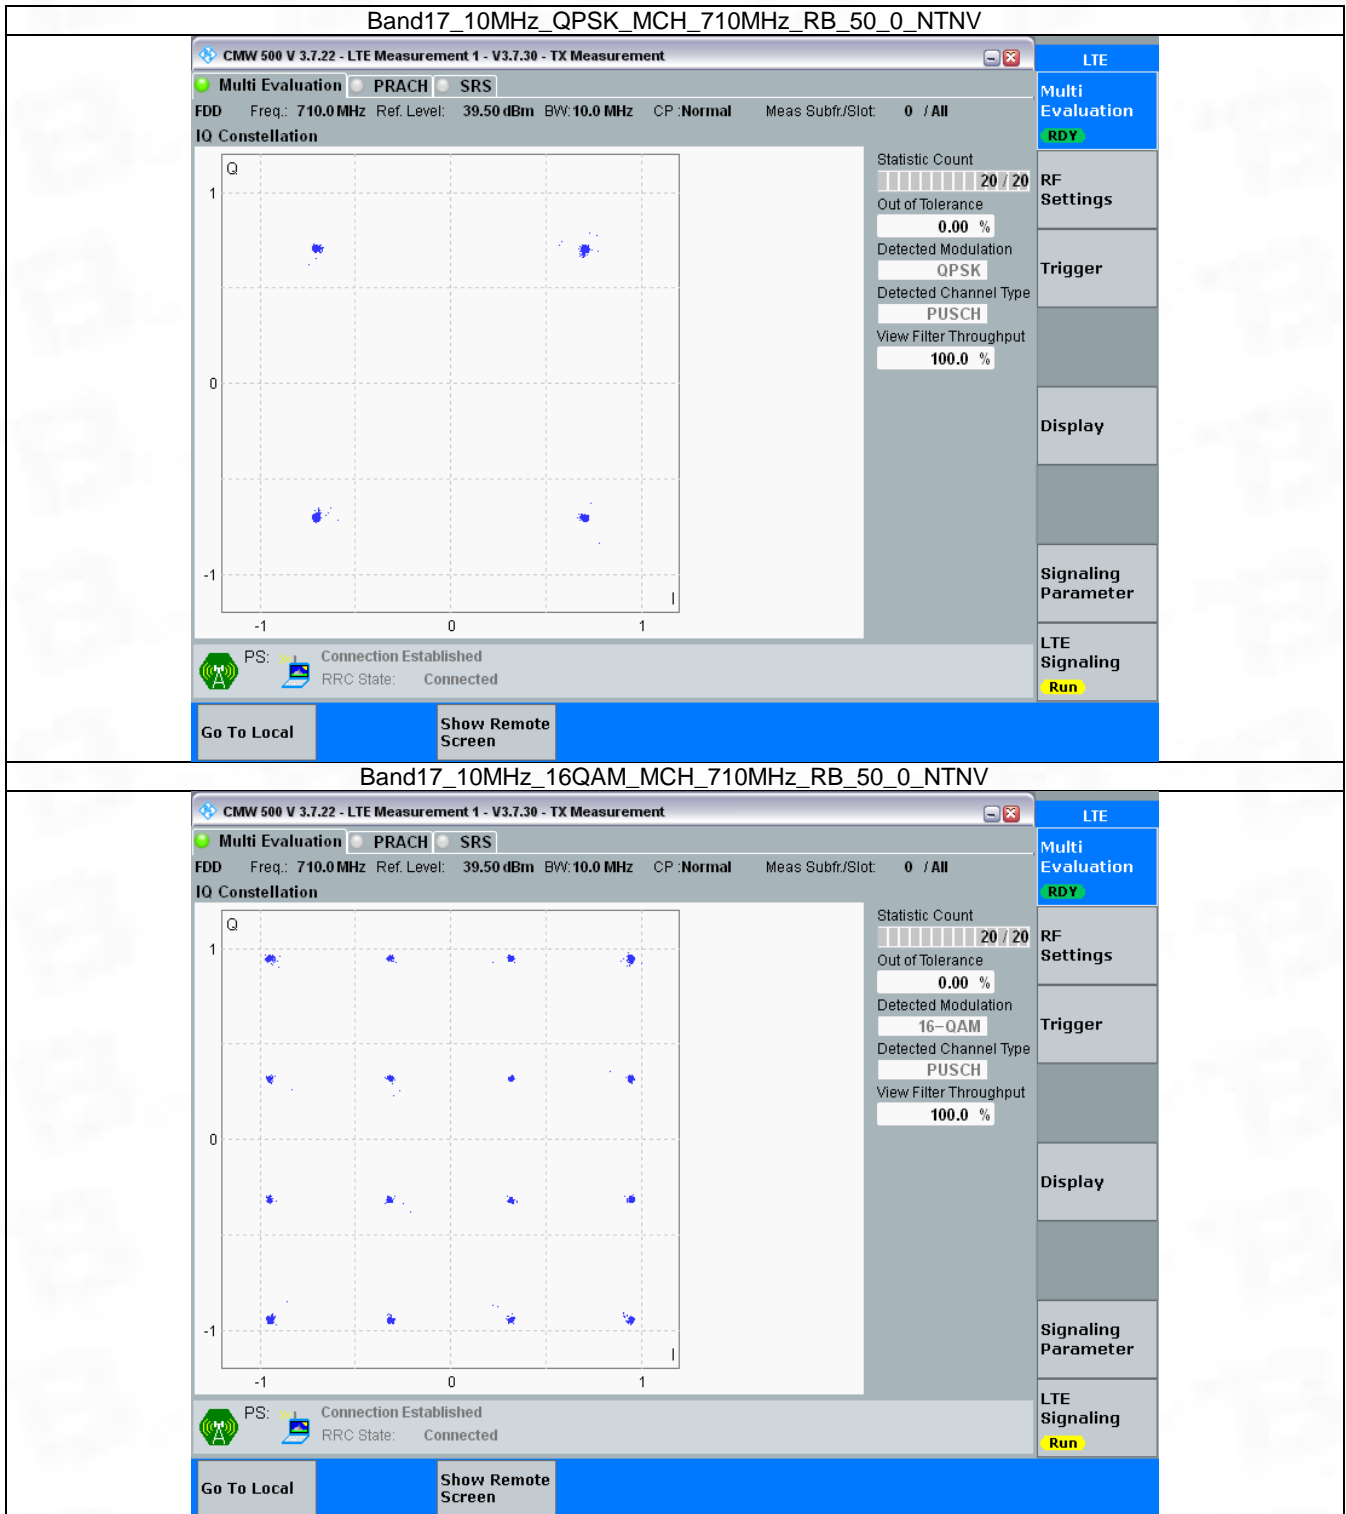 Band17_10MHz_QPSK_MCH_710MHz_RB_50_0_NTNV
CMW 500 V 3.7.22 - LTE Measurement 1 - V3.7.30 - TX Measurement
LTE
Multi Evaluation PRACH SRS
Multi
Evaluation
RDY
FDD Freq.: 710.0 MHz Ref. Level: 39.50 dBm BW: 10.0 MHz CP : Normal Meas Subfr./Slot: 0 / All
IQ Constellation
Q
1
0
-1
I
-1 0 1
Statistic Count
20 / 20
Out of Tolerance
0.00 %
Detected Modulation
QPSK
Detected Channel Type
PUSCH
View Filter Throughput
100.0 %
RF
Settings
Trigger
Display
Signaling
Parameter
LTE
Signaling
Run
PS: Connection Established
RRC State: Connected
Go To Local
Show Remote
Screen
Band17_10MHz_16QAM_MCH_710MHz_RB_50_0_NTNV
CMW 500 V 3.7.22 - LTE Measurement 1 - V3.7.30 - TX Measurement
LTE
Multi Evaluation PRACH SRS
Multi
Evaluation
RDY
FDD Freq.: 710.0 MHz Ref. Level: 39.50 dBm BW: 10.0 MHz CP : Normal Meas Subfr./Slot: 0 / All
IQ Constellation
Q
1
0
-1
I
-1 0 1
Statistic Count
20 / 20
Out of Tolerance
0.00 %
Detected Modulation
16-QAM
Detected Channel Type
PUSCH
View Filter Throughput
100.0 %
RF
Settings
Trigger
Display
Signaling
Parameter
LTE
Signaling
Run
PS: Connection Established
RRC State: Connected
Go To Local
Show Remote
Screen